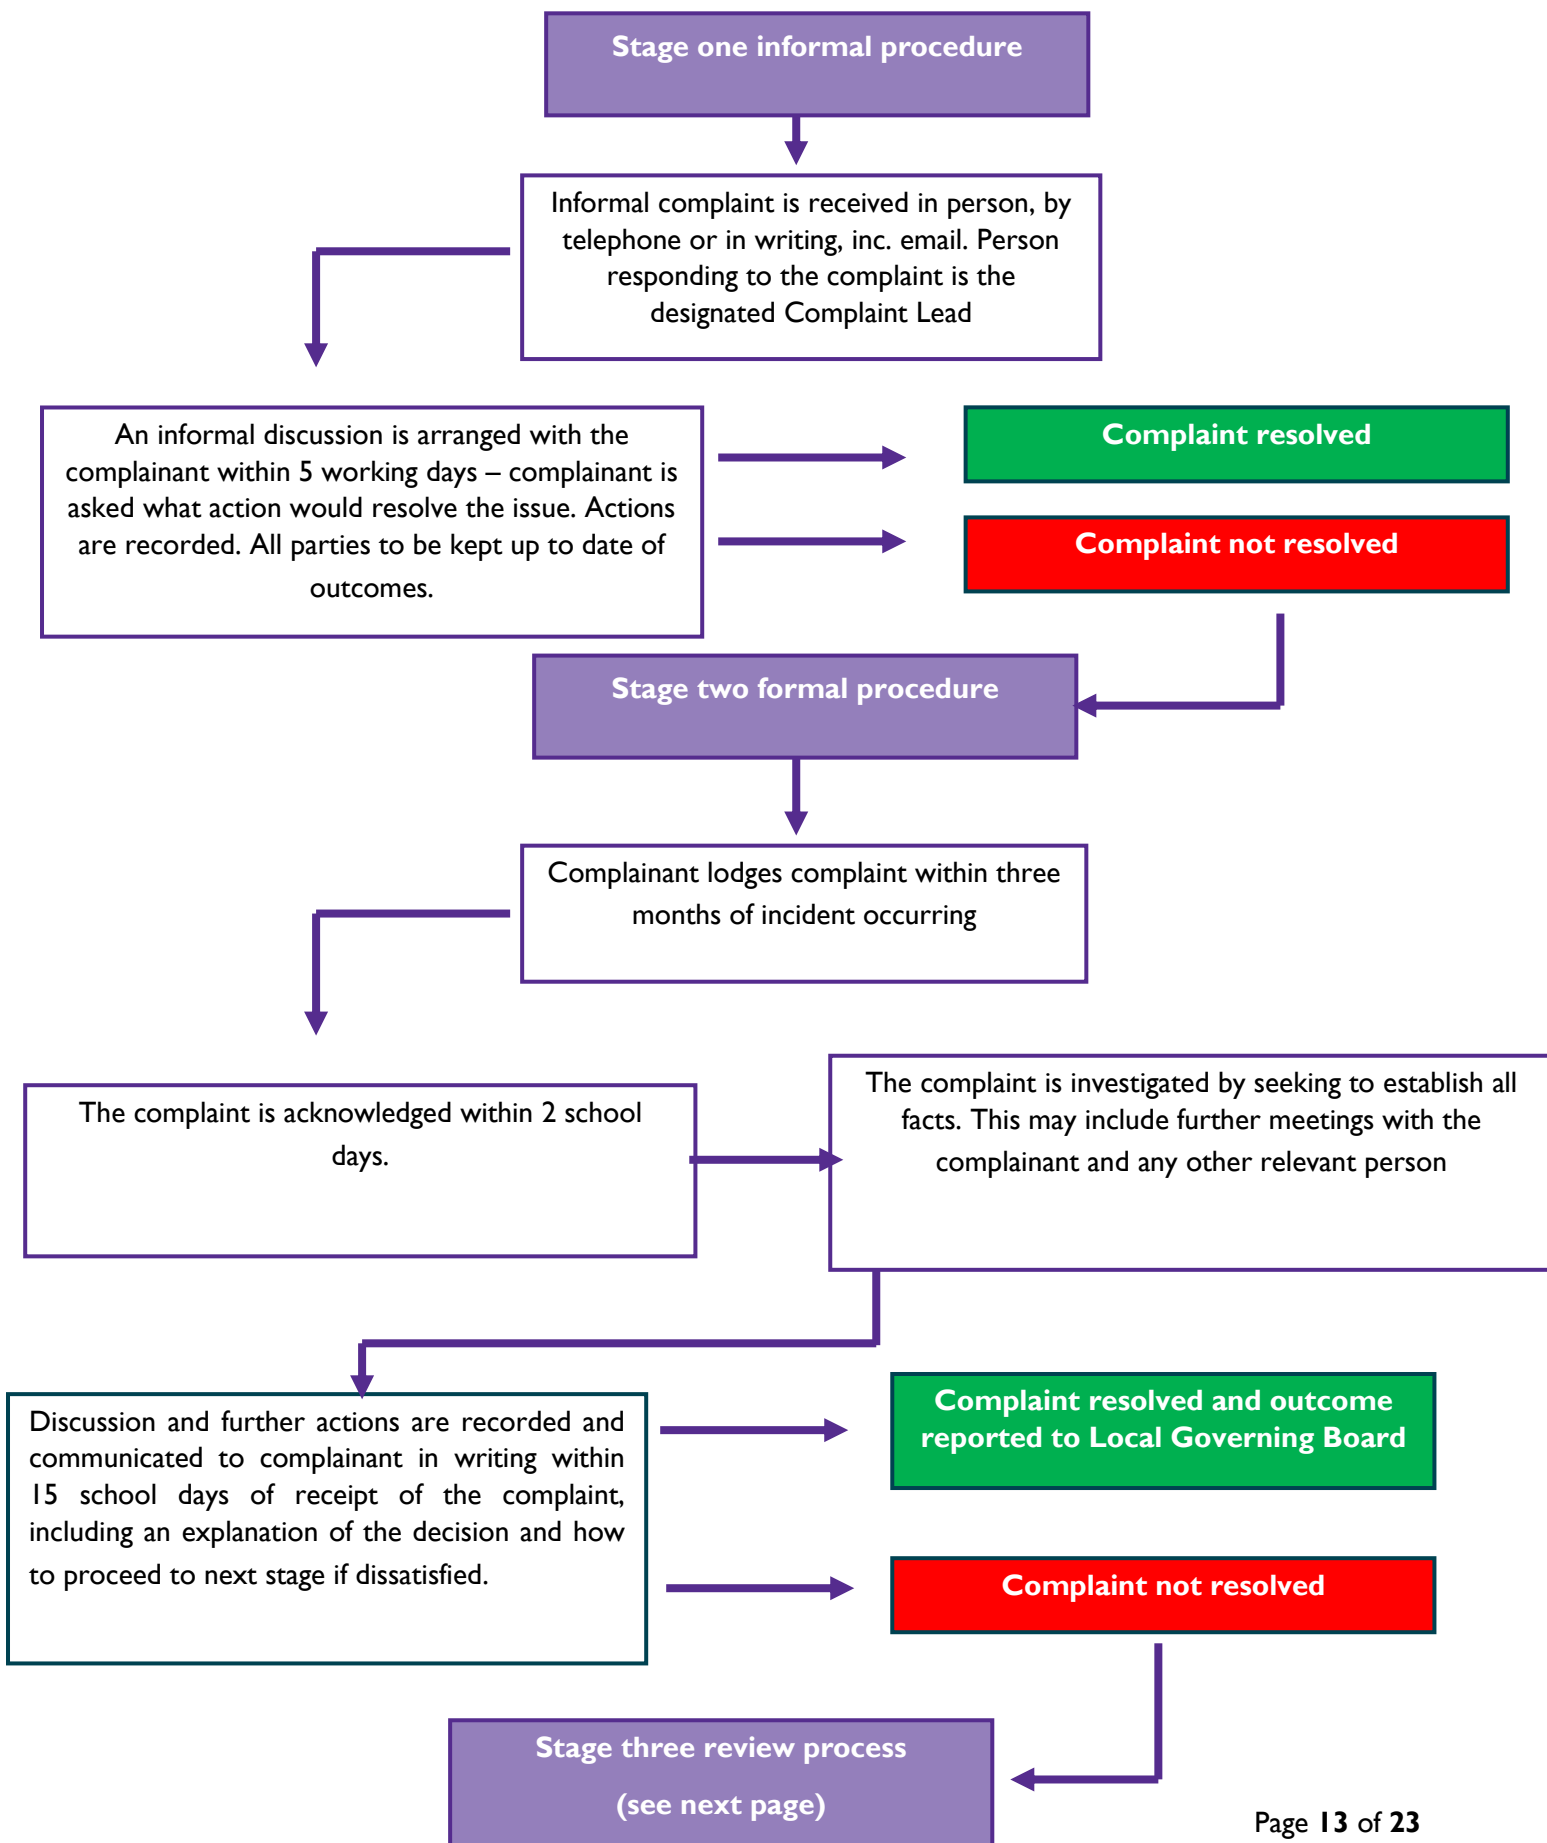 Stage one informal procedure
Informal complaint is received in person, by
telephone or in writing, inc. email. Person
responding to the complaint is the
designated Complaint Lead
An informal discussion is arranged with the
complainant within 5 working days – complainant is
asked what action would resolve the issue. Actions
are recorded. All parties to be kept up to date of
outcomes.
Complaint resolved
Complaint not resolved
Stage two formal procedure
Complainant lodges complaint within three
months of incident occurring
The complaint is acknowledged within 2 school
days.
The complaint is investigated by seeking to establish all
facts. This may include further meetings with the
complainant and any other relevant person
Discussion and further actions are recorded and
communicated to complainant in writing within
15 school days of receipt of the complaint,
including an explanation of the decision and how
to proceed to next stage if dissatisfied.
Complaint resolved and outcome
reported to Local Governing Board
Complaint not resolved
Stage three review process
(see next page)
Page 13 of 23